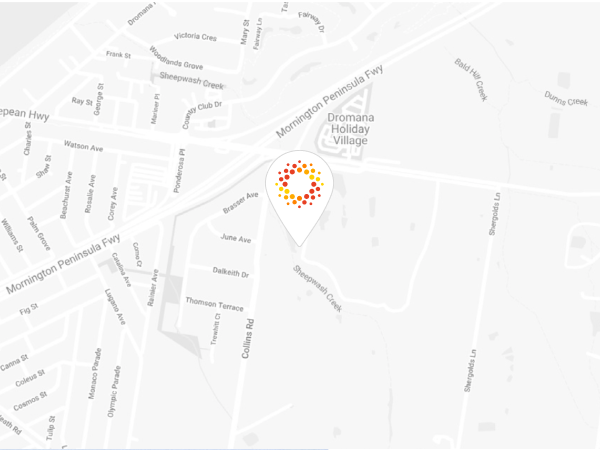 Dromana
Mary St
Fairway Ln
Fairway Dr
Victoria Cres
Frank St
Woodlands Grove
Sheepwash Creek
Bald Hill Creek
Dunns Creek
George St
Ray St
Mariner Pl
Country Club Dr
Mornington Peninsula Fwy
Dromana
Holiday
Village
epean Hwy
Charles St
Watson Ave
Shaw St
Ponderosa Pl
Beachurst Ave
Rosalie Ave
Corey Ave
Brasser Ave
Shergolds Ln
Williams St
Palm Grove
June Ave
Mornington Peninsula Fwy
Como Ct
Catalina Ave
Dalkeith Dr
Rainier Ave
Sheepwash Creek
Lugano Ave
Fig St
Thomson Terrace
Trewhitt Ct
Collins Rd
Canna St
Coleus St
Cosmos St
eath Rd
Tulip St
Monaco Parade
Olympic Parade
Shergolds Ln